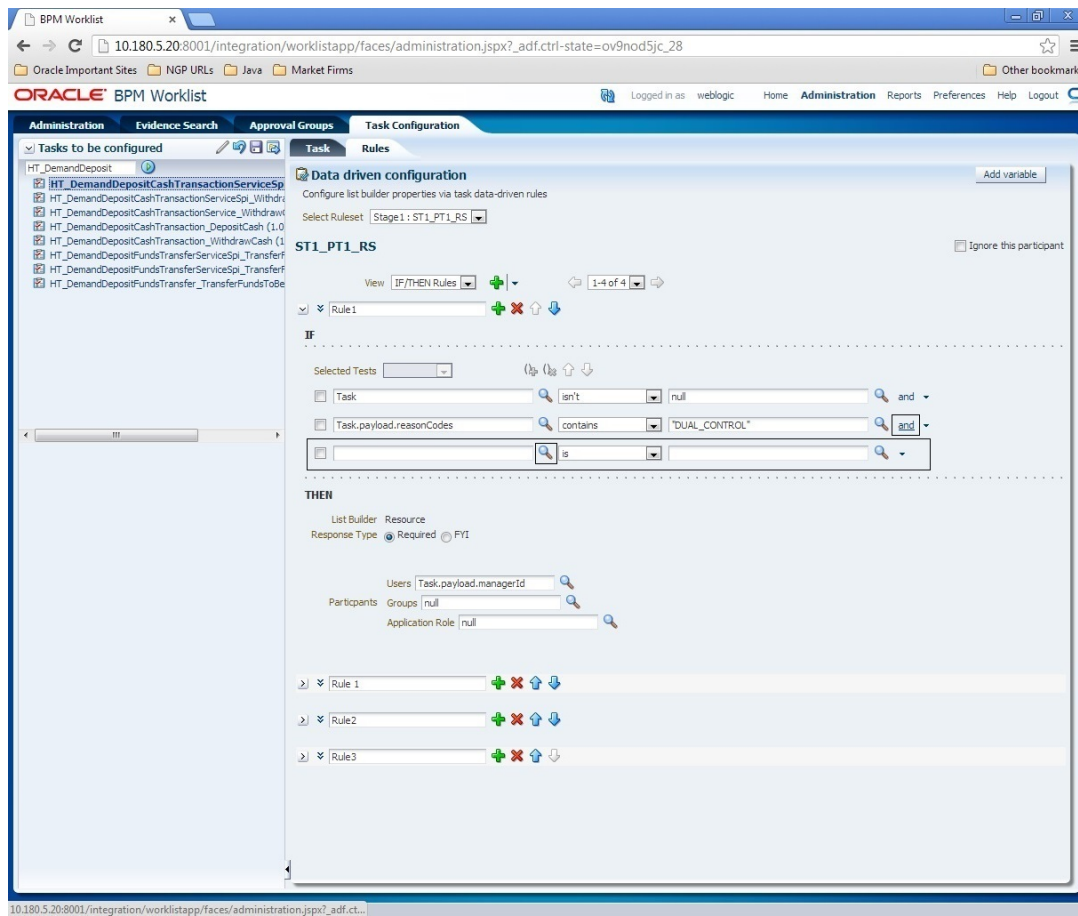 BPM Worklist
10.180.5.20:8001/integration/worklistapp/faces/administration.jspx?_adf.ctrl-state=ov9nod5jc_28
Oracle Important Sites NGP URLs Java Market Firms Other bookmark
ORACLE BPM Worklist Logged in as weblogic Home Administration Reports Preferences Help Logout
Administration Evidence Search Approval Groups Task Configuration
Tasks to be configured
HT_DemandDeposit
HT_DemandDepositCashTransactionServiceSp
HT_DemandDepositCashTransactionServiceSpi_Withdra
HT_DemandDepositCashTransactionService_Withdraw
HT_DemandDepositCashTransaction_DepositCash (1.0
HT_DemandDepositCashTransaction_WithdrawCash (1
HT_DemandDepositFundsTransferServiceSpi_TransferF
HT_DemandDepositFundsTransferServiceSpi_TransferF
HT_DemandDepositFundsTransfer_TransferFundsToBe
Task Rules
Data driven configuration Add variable
Configure list builder properties via task data-driven rules
Select Ruleset Stage1 : ST1_PT1_RS
ST1_PT1_RS Ignore this participant
View IF/THEN Rules 1-4 of 4
Rule1
IF
Selected Tests
Task isn't null and
Task.payload.reasonCodes contains "DUAL_CONTROL" and
is
THEN
List Builder Resource
Response Type Required FYI
Users Task.payload.managerId
Partcpants Groups null
Application Role null
Rule 1
Rule2
Rule3
10.180.5.20:8001/integration/worklistapp/faces/administration.jspx?_adf.ct...